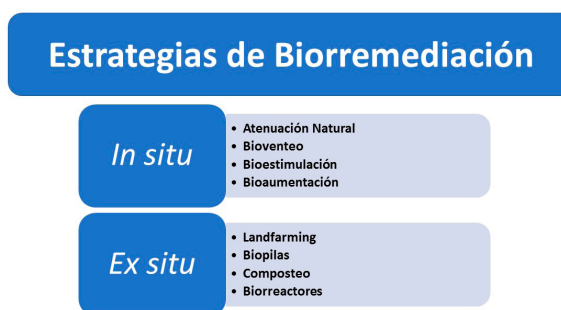 Estrategias de Biorremediación
In situ
• Atenuación Natural
• Bioventeo
• Bioestimulación
• Bioaumentación
Ex situ
• Landfarming
• Biopilas
• Composteo
• Biorreactores